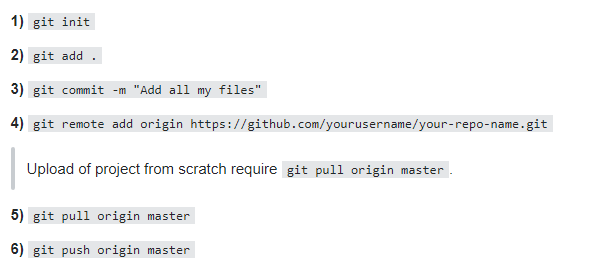 1) git init
2) git add .
3) git commit -m "Add all my files"
4) git remote add origin https://github.com/yourusername/your-repo-name.git
Upload of project from scratch require git pull origin master.
5) git pull origin master
6) git push origin master